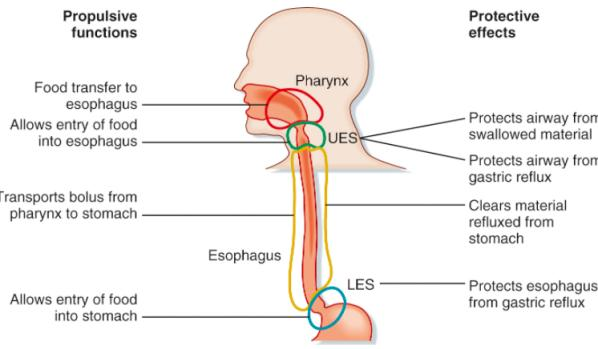 Propulsive
functions
Protective
effects
Pharynx
Food transfer to
esophagus
Allows entry of food
into esophagus
UES
Protects airway from
swallowed material
Protects airway from
gastric reflux
Transports bolus from
pharynx to stomach
Clears material
refluxed from
stomach
Esophagus
LES
Protects esophagus
from gastric reflux
Allows entry of food
into stomach